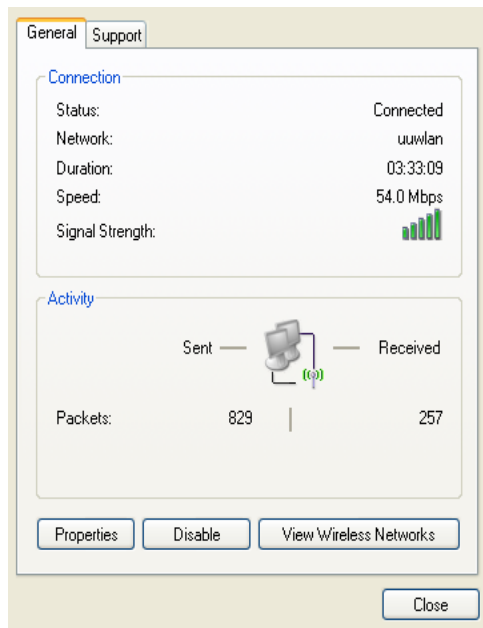 General Support
Connection
Status: Connected
Network: uuwlan
Duration: 03:33:09
Speed: 54.0 Mbps
Signal Strength:
Activity
Sent Received
Packets: 829 257
Properties Disable View Wireless Networks
Close